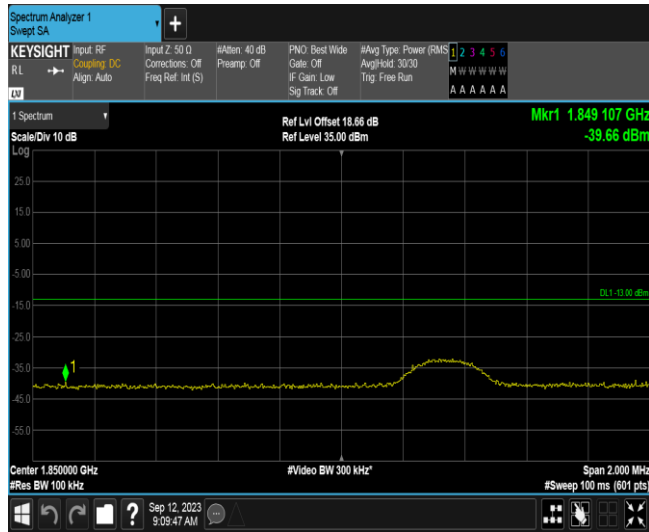 Spectrum Analyzer 1
Swept SA
+
KEYSIGHT
RL
LXI
Input: RF
Coupling: DC
Align: Auto
Input Z: 50 Ω
Corrections: Off
Freq Ref: Int (S)
#Atten: 40 dB
Preamp: Off
PNO: Best Wide
Gate: Off
IF Gain: Low
Sig Track: Off
#Avg Type: Power (RMS
Avg|Hold: 30/30
Trig: Free Run
1 2 3 4 5 6
M W W W W W
A A A A A A
1 Spectrum
Scale/Div 10 dB
Log
Ref Lvl Offset 18.66 dB
Ref Level 35.00 dBm
Mkr1 1.849 107 GHz
-39.66 dBm
25.0
15.0
5.00
-5.00
DL1 -13.00 dBm
-15.0
-25.0
-35.0
1
-45.0
-55.0
Center 1.850000 GHz
#Video BW 300 kHz*
Span 2.000 MHz
#Res BW 100 kHz
#Sweep 100 ms (601 pts)
?
Sep 12, 2023
9:09:47 AM